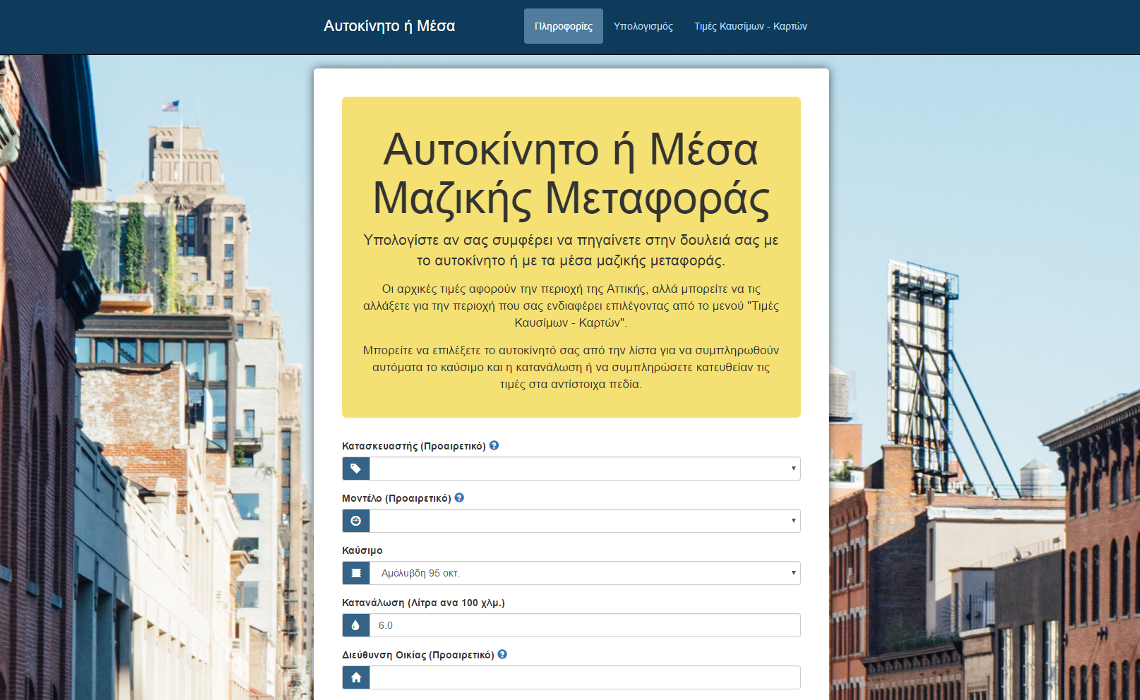 Αυτοκίνητο ή Μέσα
Πληροφορίες
Υπολογισμός
Τιμές Καυσίμων - Καρτών
Αυτοκίνητο ή Μέσα
Μαζικής Μεταφοράς
Υπολογίστε αν σας συμφέρει να πηγαίνετε στην δουλειά σας με
το αυτοκίνητο ή με τα μέσα μαζικής μεταφοράς.
Οι αρχικές τιμές αφορούν την περιοχή της Αττικής, αλλά μπορείτε να τις
αλλάξετε για την περιοχή που σας ενδιαφέρει επιλέγοντας από το μενού "Τιμές
Καυσίμων - Καρτών".
Μπορείτε να επιλέξετε το αυτοκίνητό σας από την λίστα για να συμπληρωθούν
αυτόματα το καύσιμο και η κατανάλωση ή να συμπληρώσετε κατευθείαν τις
τιμές στα αντίστοιχα πεδία.
Κατασκευαστής (Προαιρετικό)
Μοντέλο (Προαιρετικό)
Καύσιμο
Αμόλυβδη 95 οκτ.
Κατανάλωση (Λίτρα ανα 100 χλμ.)
6.0
Διεύθυνση Οικίας (Προαιρετικό)